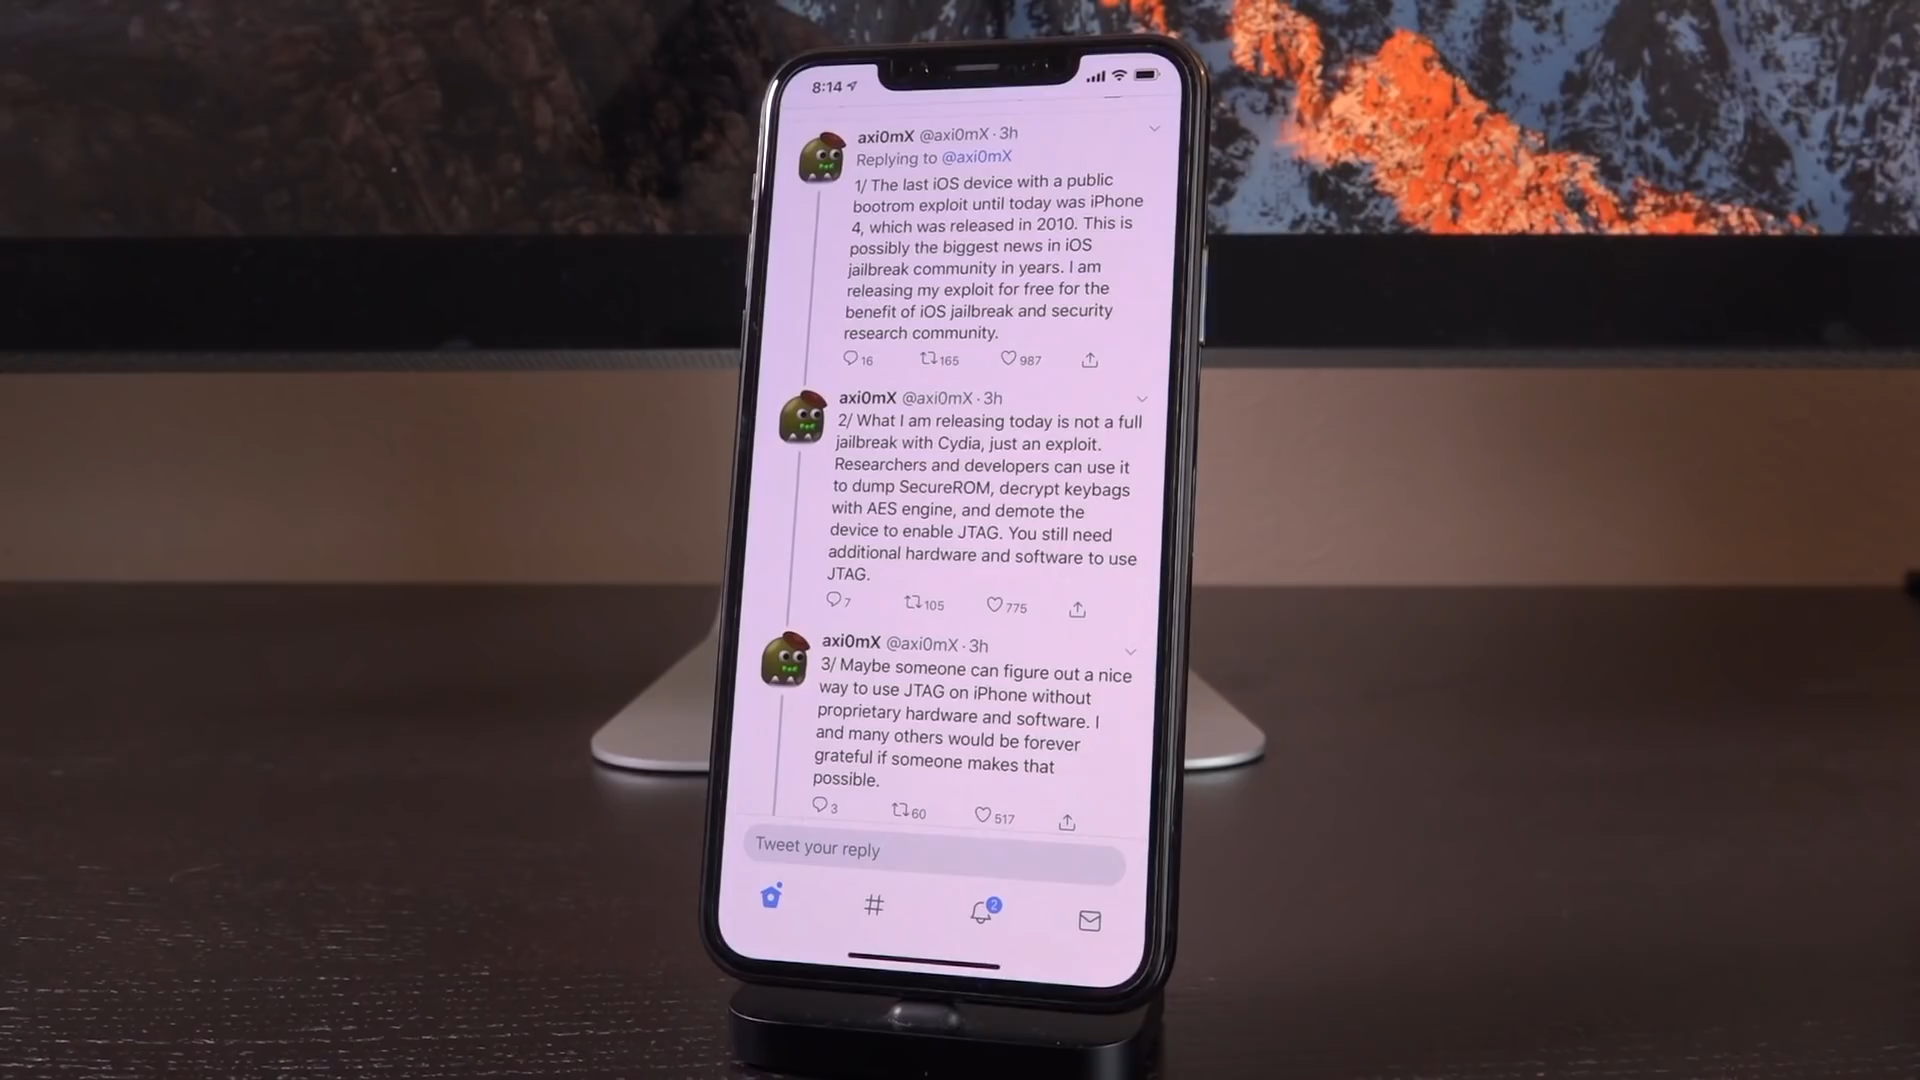 8:14
axi0mX @axi0mX · 3h
Replying to @axi0mX
1/ The last iOS device with a public
bootrom exploit until today was iPhone
4, which was released in 2010. This is
possibly the biggest news in iOS
jailbreak community in years. I am
releasing my exploit for free for the
benefit of iOS jailbreak and security
research community.
16 165 987
axi0mX @axi0mX · 3h
2/ What I am releasing today is not a full
jailbreak with Cydia, just an exploit.
Researchers and developers can use it
to dump SecureROM, decrypt keybags
with AES engine, and demote the
device to enable JTAG. You still need
additional hardware and software to use
JTAG.
7 105 775
axi0mX @axi0mX · 3h
3/ Maybe someone can figure out a nice
way to use JTAG on iPhone without
proprietary hardware and software. I
and many others would be forever
grateful if someone makes that
possible.
3 60 517
Tweet your reply
2